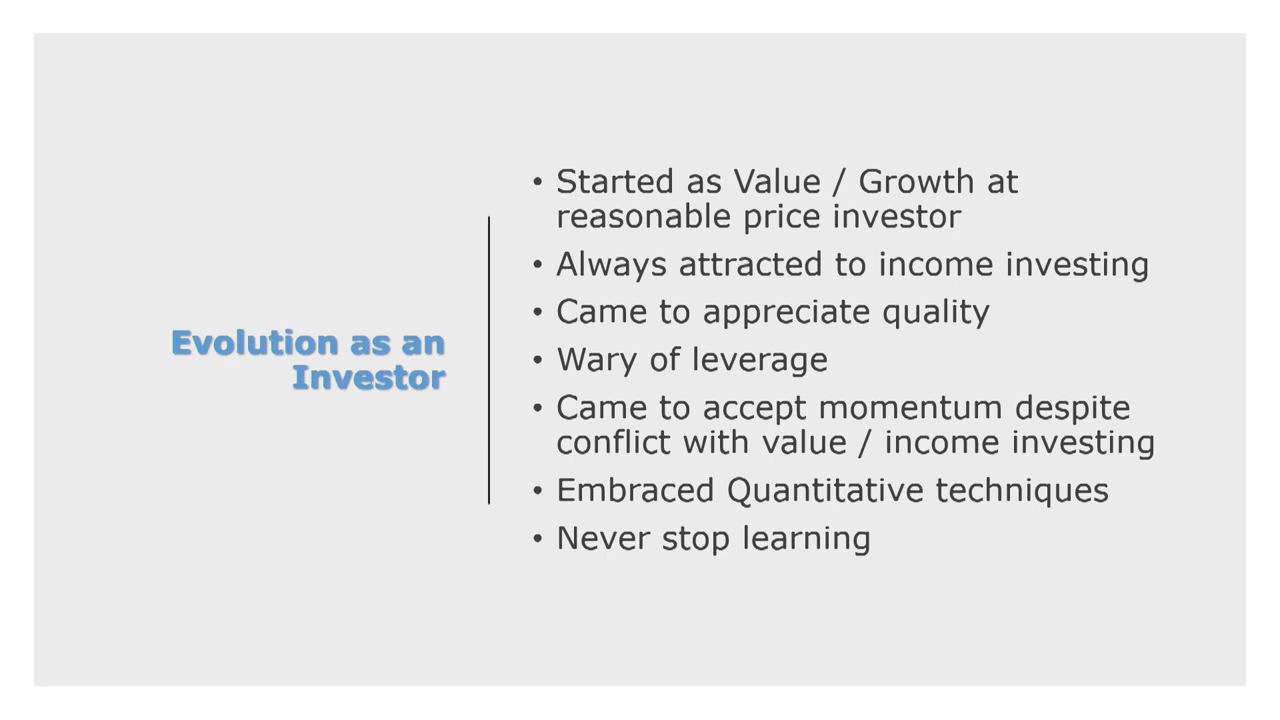 Evolution as an
Investor
• Started as Value / Growth at
reasonable price investor
• Always attracted to income investing
• Came to appreciate quality
• Wary of leverage
• Came to accept momentum despite
conflict with value / income investing
• Embraced Quantitative techniques
• Never stop learning